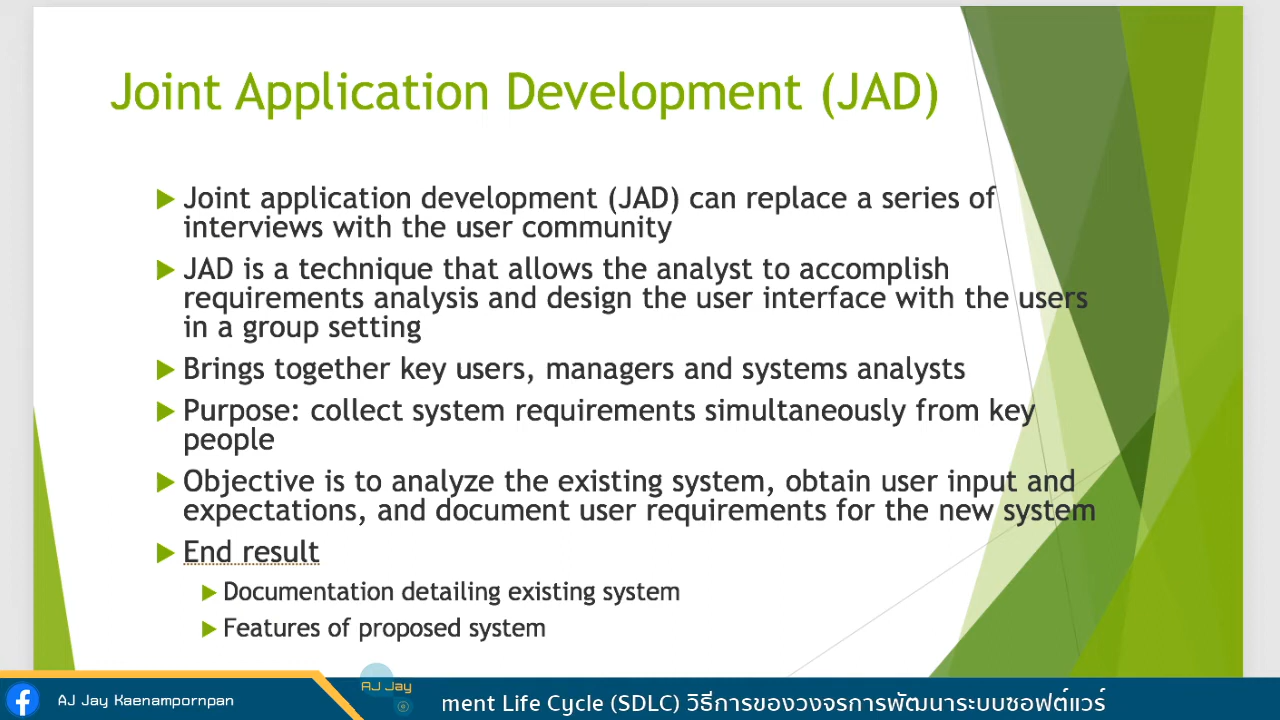 Joint Application Development (JAD)
Joint application development (JAD) can replace a series of
interviews with the user community
JAD is a technique that allows the analyst to accomplish
requirements analysis and design the user interface with the users
in a group setting
Brings together key users, managers and systems analysts
Purpose: collect system requirements simultaneously from key
people
Objective is to analyze the existing system, obtain user input and
expectations, and document user requirements for the new system
End result
Documentation detailing existing system
Features of proposed system
AJ Jay Kaenampornpan
AJ Jay
ment Life Cycle (SDLC) วิธีการของวงจรการพัฒนาระบบซอฟต์แวร์